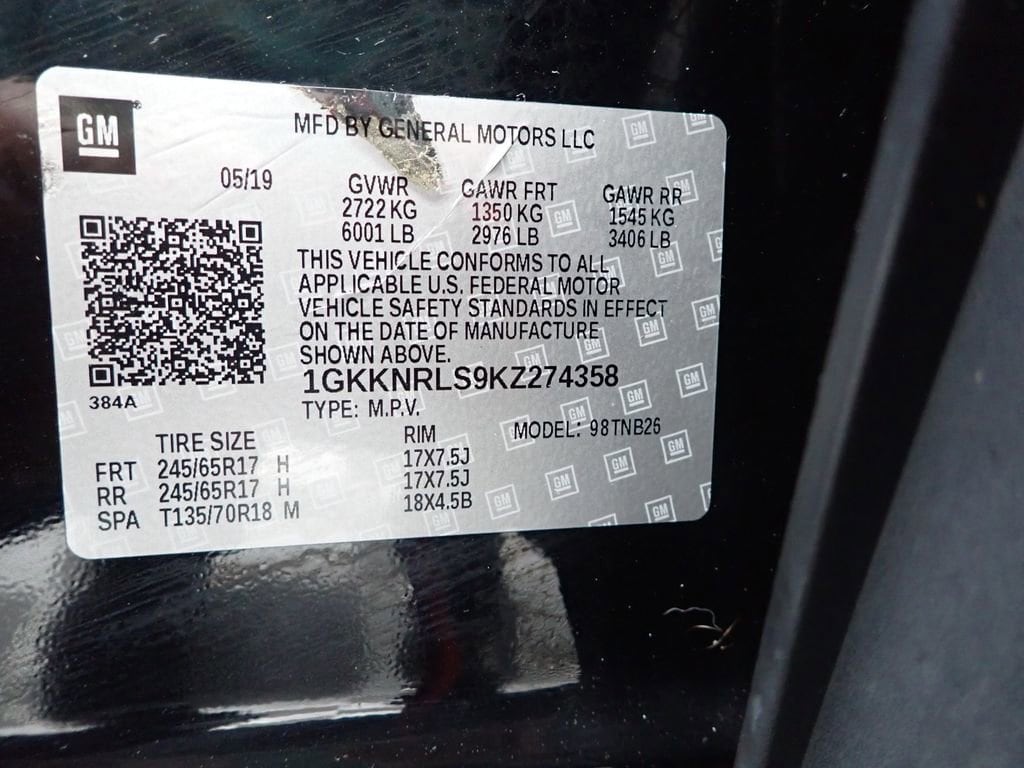 GM
MFD BY GENERAL MOTORS LLC
05/19
GVWR GAWR FRT GAWR RR
2722 KG 1350 KG 1545 KG
6001 LB 2976 LB 3406 LB
THIS VEHICLE CONFORMS TO ALL
APPLICABLE U.S. FEDERAL MOTOR
VEHICLE SAFETY STANDARDS IN EFFECT
ON THE DATE OF MANUFACTURE
SHOWN ABOVE.
1GKKNRLS9KZ274358
384A
TYPE: M.P.V.
MODEL: 98TNB26
TIRE SIZE RIM
FRT 245/65R17 H 17X7.5J
RR 245/65R17 H 17X7.5J
SPA T135/70R18 M 18X4.5B